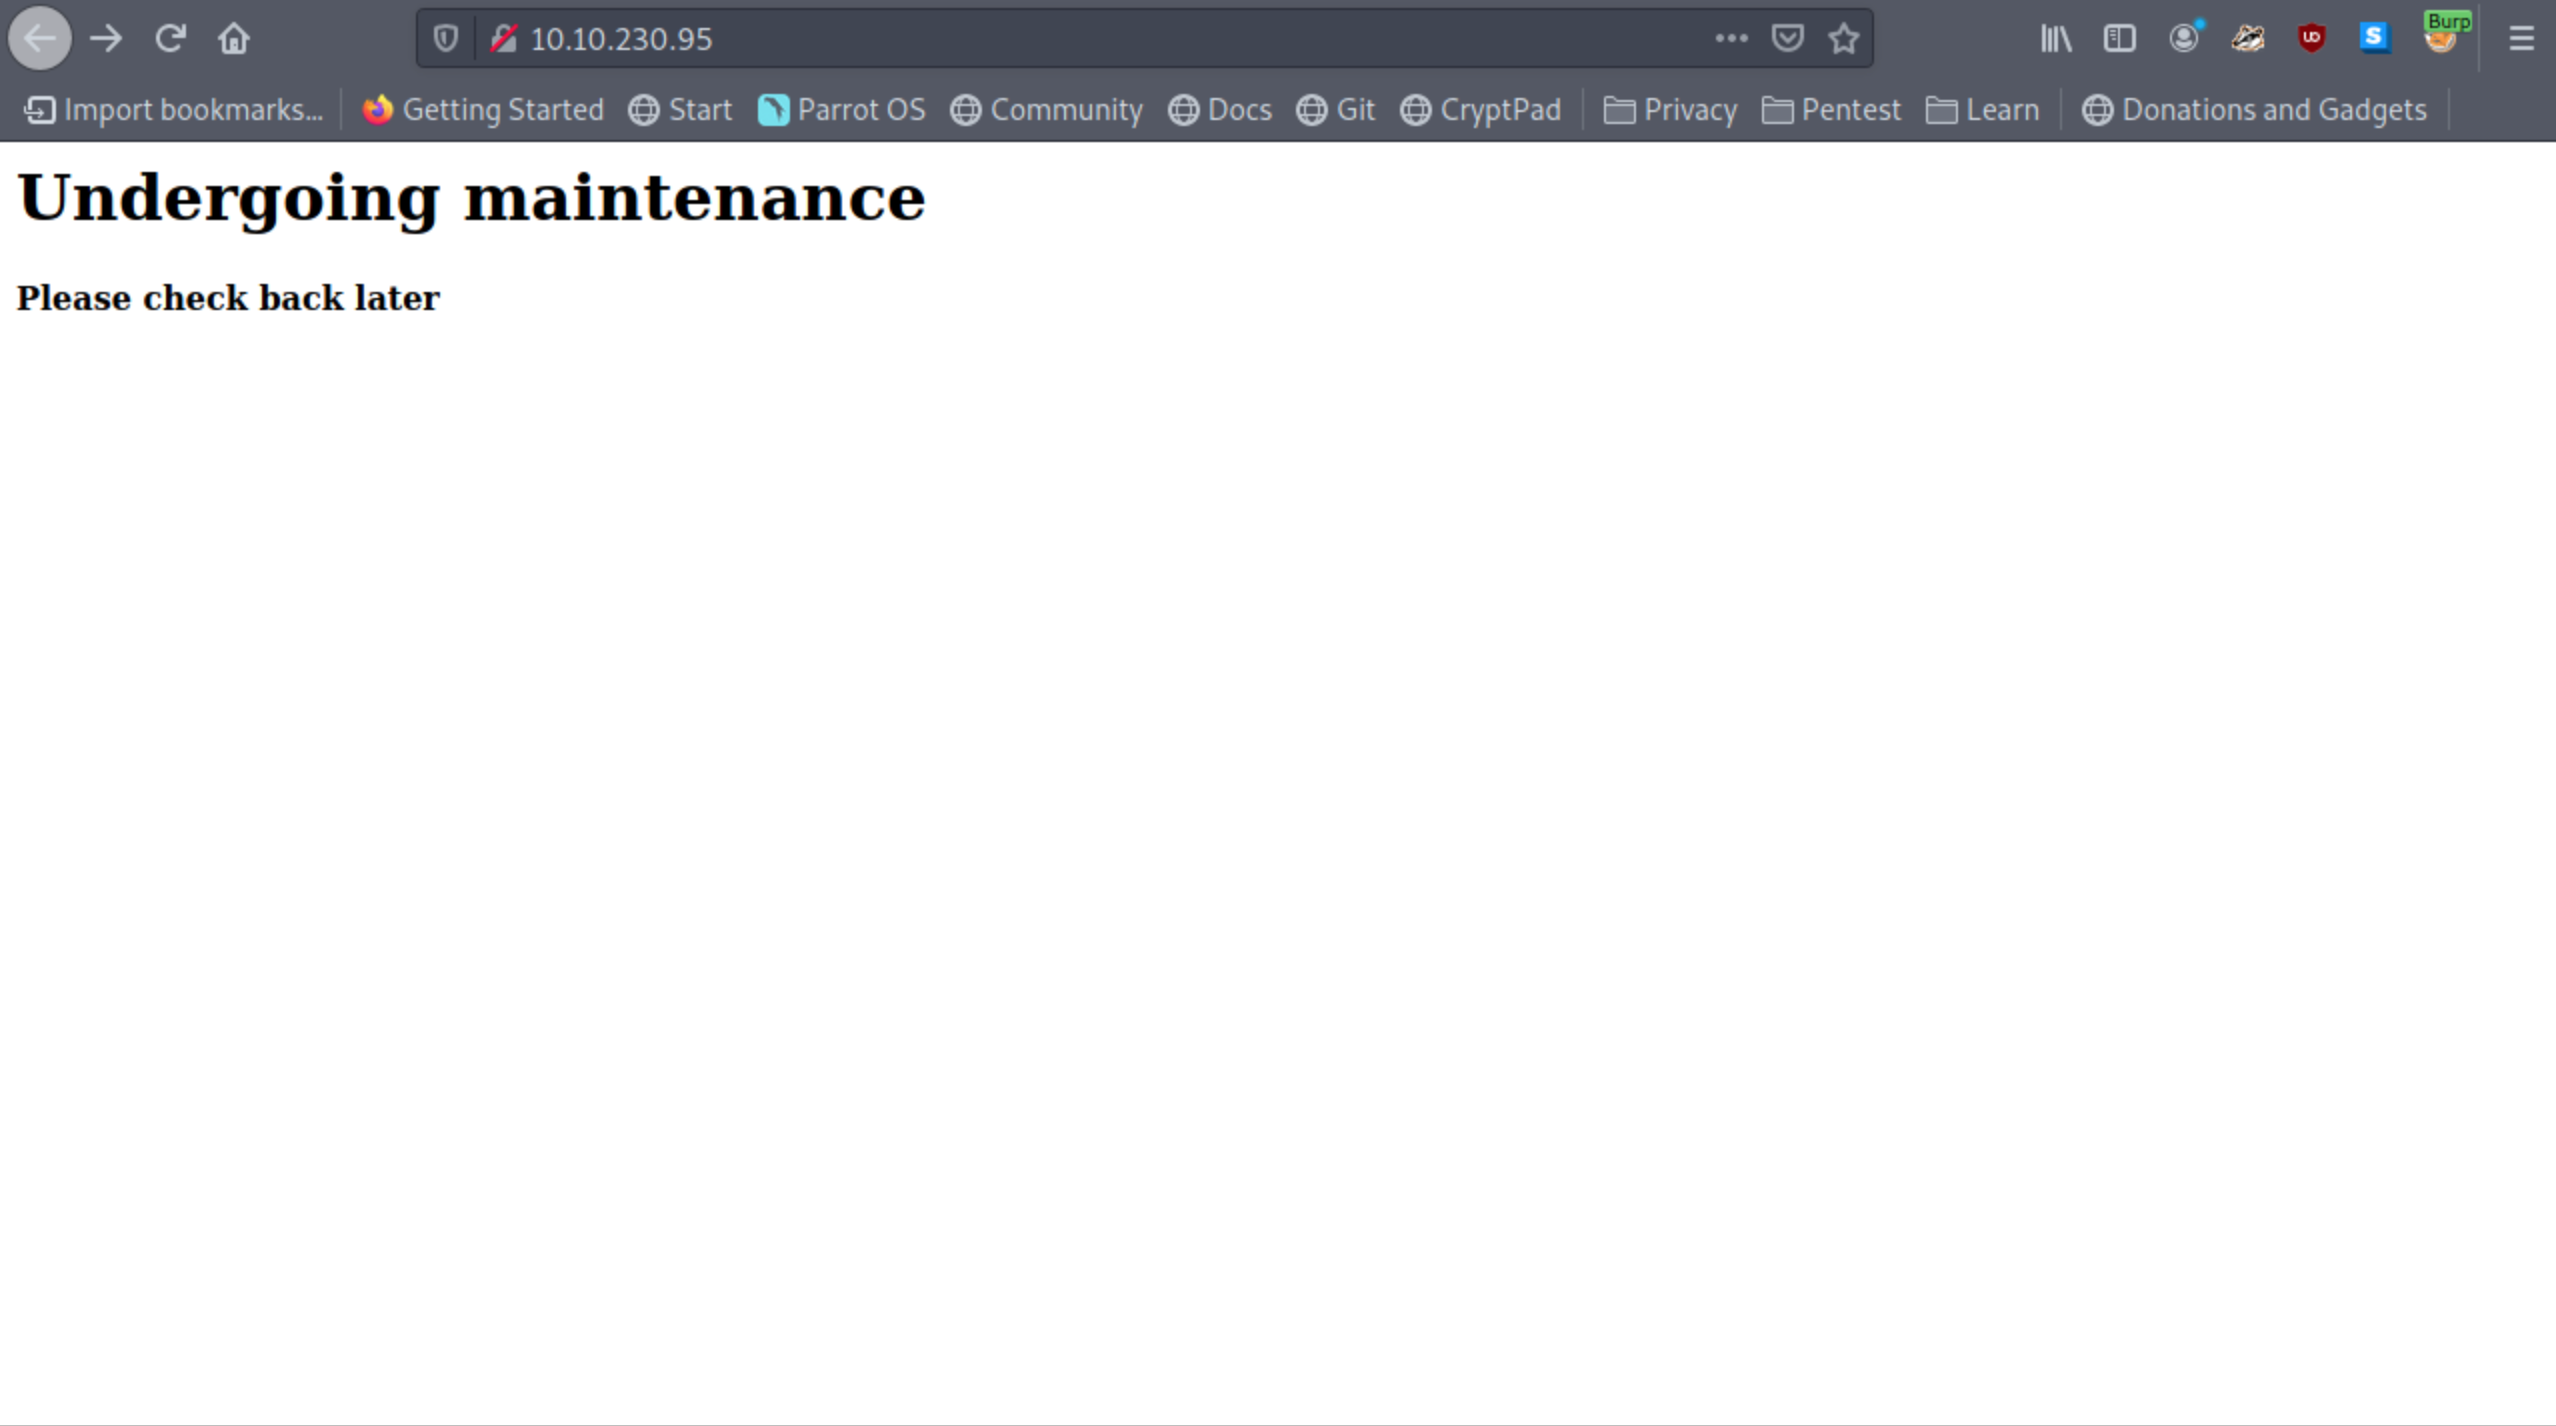 10.10.230.95
Burp
UD
S
Import bookmarks... Getting Started Start Parrot OS Community Docs Git CryptPad Privacy Pentest Learn Donations and Gadgets
Undergoing maintenance
Please check back later